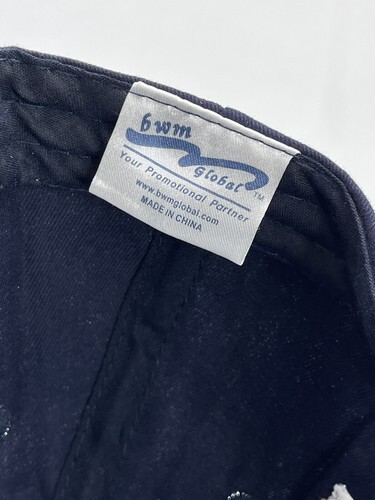 bwm
Global
Your Promotional Partner
TM
www.bwmglobal.com
MADE IN CHINA